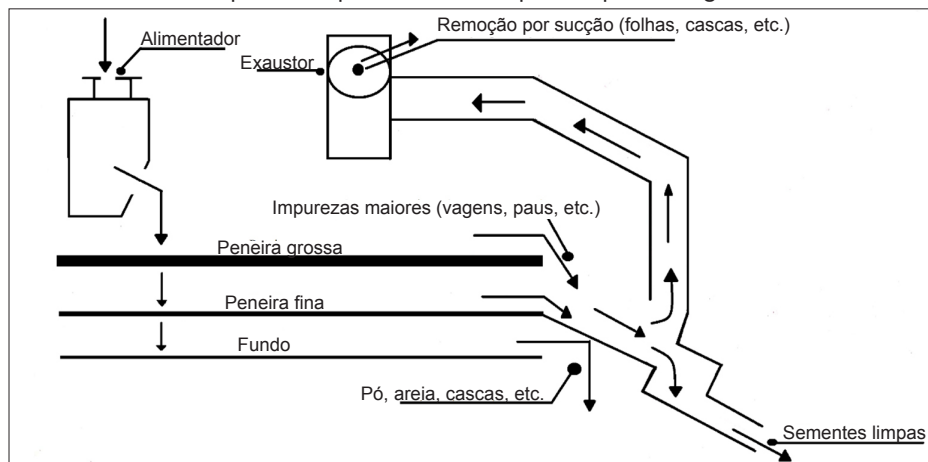 Remoção por sucção (folhas, cascas, etc.)
Alimentador
Exaustor
Impurezas maiores (vagens, paus, etc.)
Peneira grossa
Peneira fina
Fundo
Pó, areia, cascas, etc.
Sementes limpas